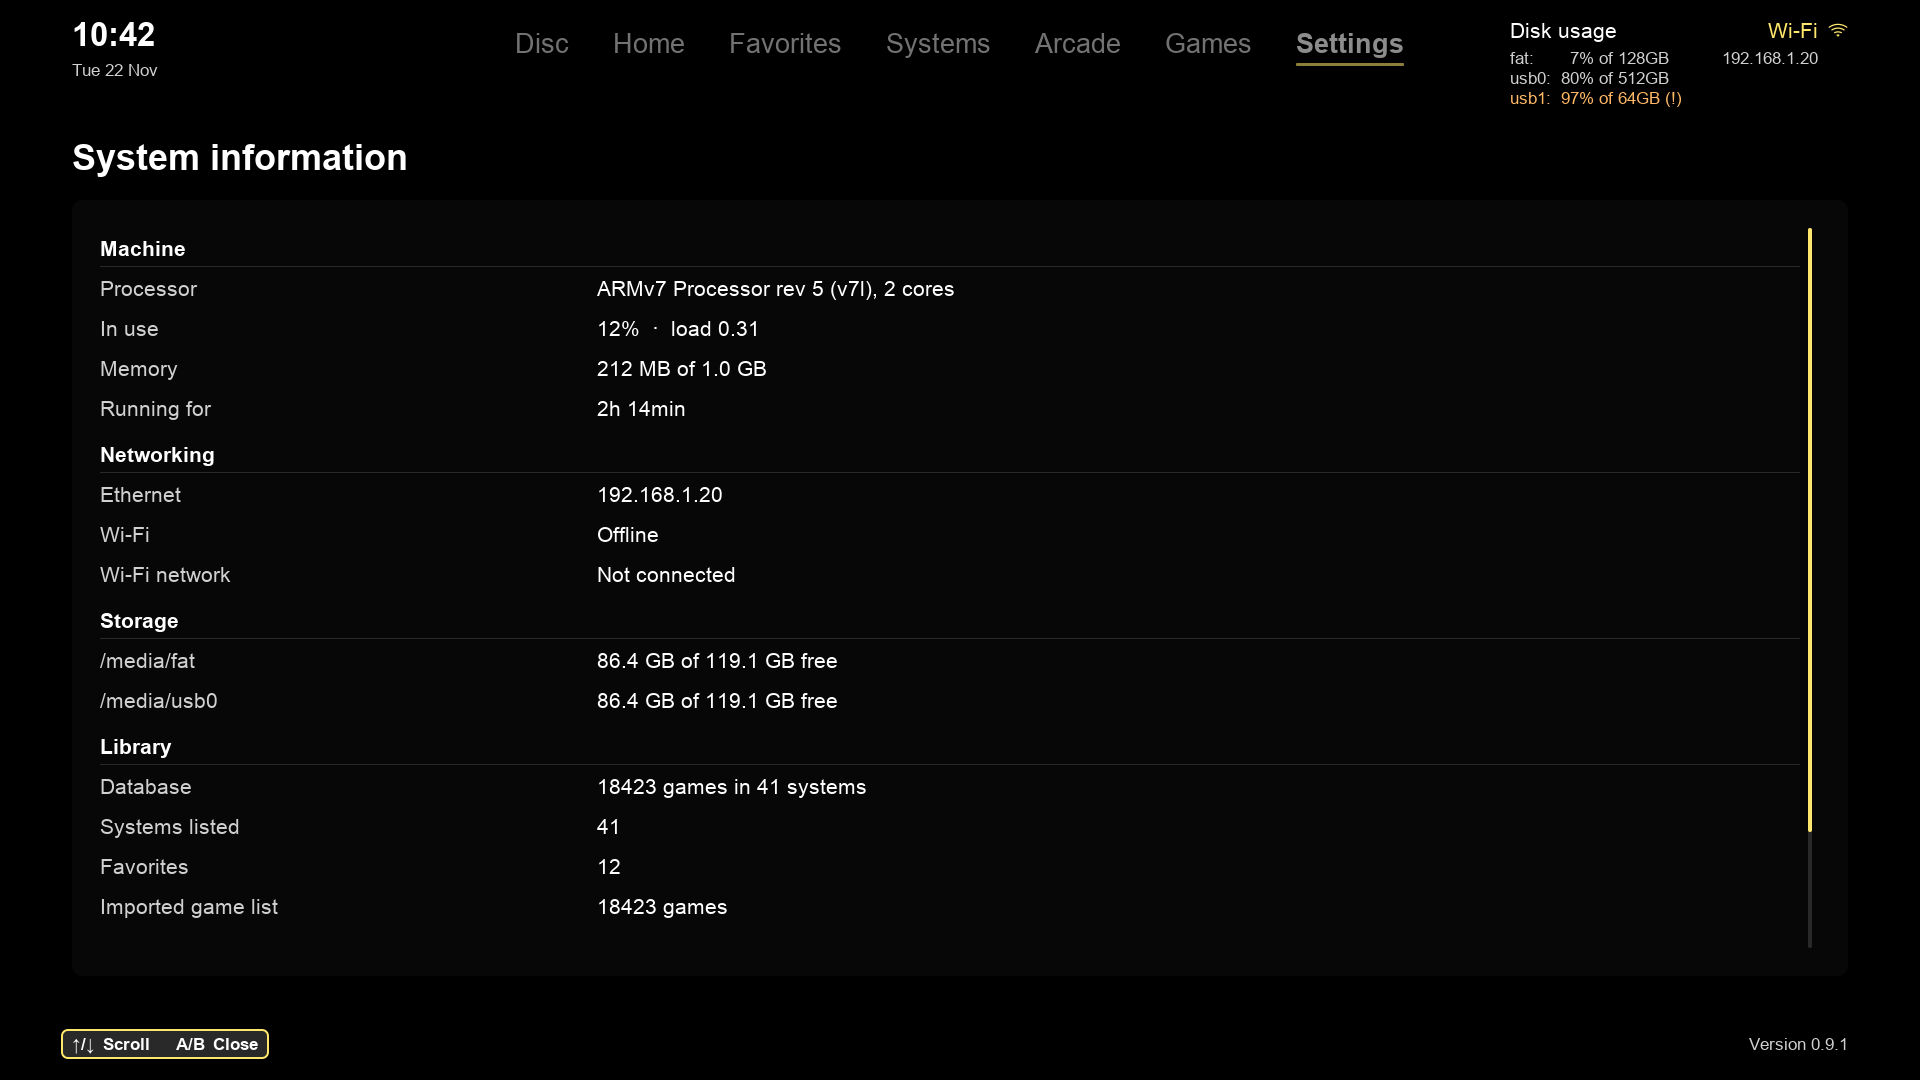 10:42
Tue 22 Nov
Disc Home Favorites Systems Arcade Games Settings
Disk usage
fat: 7% of 128GB
usb0: 80% of 512GB
usb1: 97% of 64GB (!)
Wi-Fi
192.168.1.20
System information
Machine
Processor ARMv7 Processor rev 5 (v7l), 2 cores
In use 12% · load 0.31
Memory 212 MB of 1.0 GB
Running for 2h 14min
Networking
Ethernet 192.168.1.20
Wi-Fi Offline
Wi-Fi network Not connected
Storage
/media/fat 86.4 GB of 119.1 GB free
/media/usb0 86.4 GB of 119.1 GB free
Library
Database 18423 games in 41 systems
Systems listed 41
Favorites 12
Imported game list 18423 games
↑/↓ Scroll A/B Close
Version 0.9.1